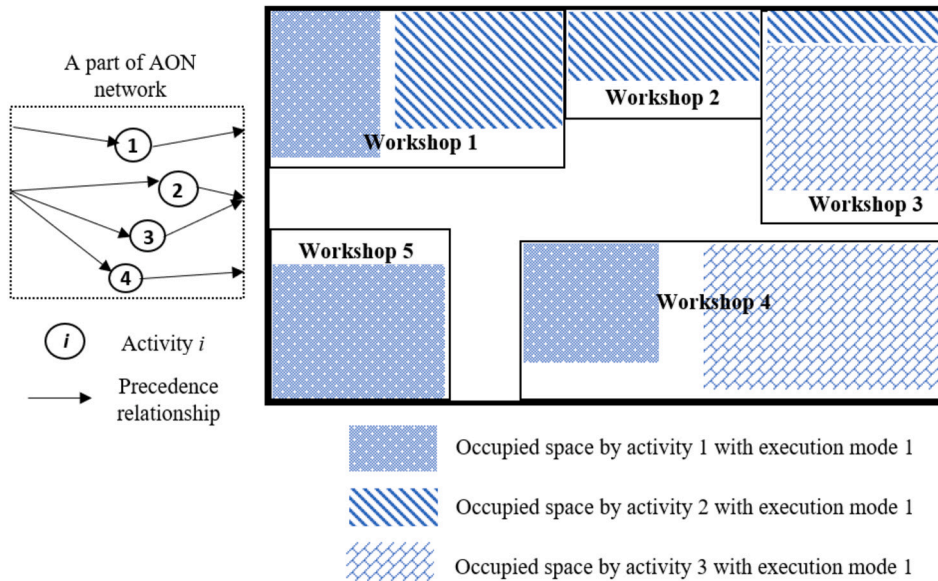 A part of AON
network
1
2
3
4
i
Activity i
Precedence
relationship
Workshop 1
Workshop 2
Workshop 3
Workshop 5
Workshop 4
Occupied space by activity 1 with execution mode 1
Occupied space by activity 2 with execution mode 1
Occupied space by activity 3 with execution mode 1